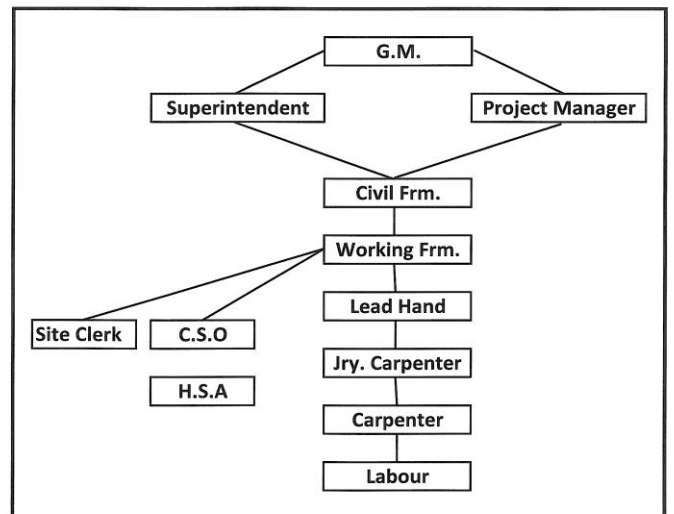 G.M.
Superintendent
Project Manager
Civil Frm.
Working Frm.
Lead Hand
Site Clerk
C.S.O
Jry. Carpenter
H.S.A
Carpenter
Labour